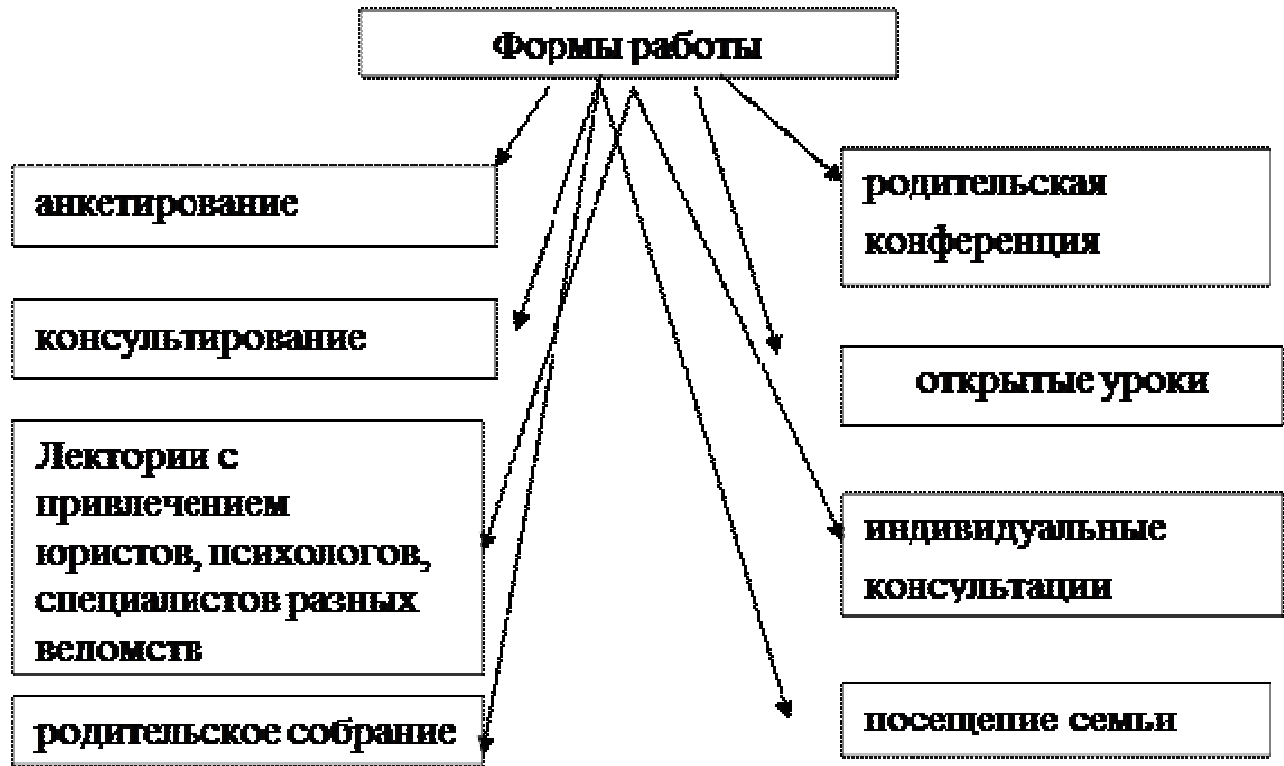 Формы работы
анкетирование
консультирование
Лектории с
привлечением
юристов, психологов,
специалистов разных
ведомств
родительское собрание
родительская
конференция
открытые уроки
индивидуальные
консультации
посещение семьи